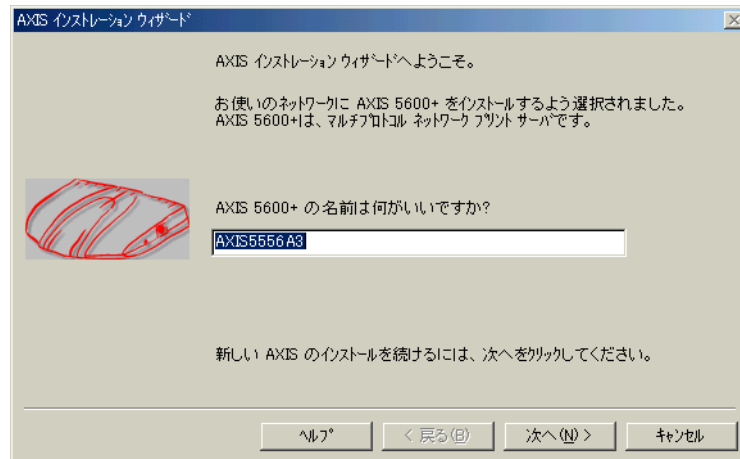 AXIS インストレーション ウィザード
AXIS インストレーション ウィザードへようこそ。
お使いのネットワークに AXIS 5600+ をインストールするよう選択されました。
AXIS 5600+は、マルチプロトコル ネットワーク プリント サーバです。
AXIS 5600+ の名前は何がいいですか?
AXIS5556A3
新しい AXIS のインストールを続けるには、次へをクリックしてください。
ヘルプ
< 戻る(B)
次へ(N) >
キャンセル